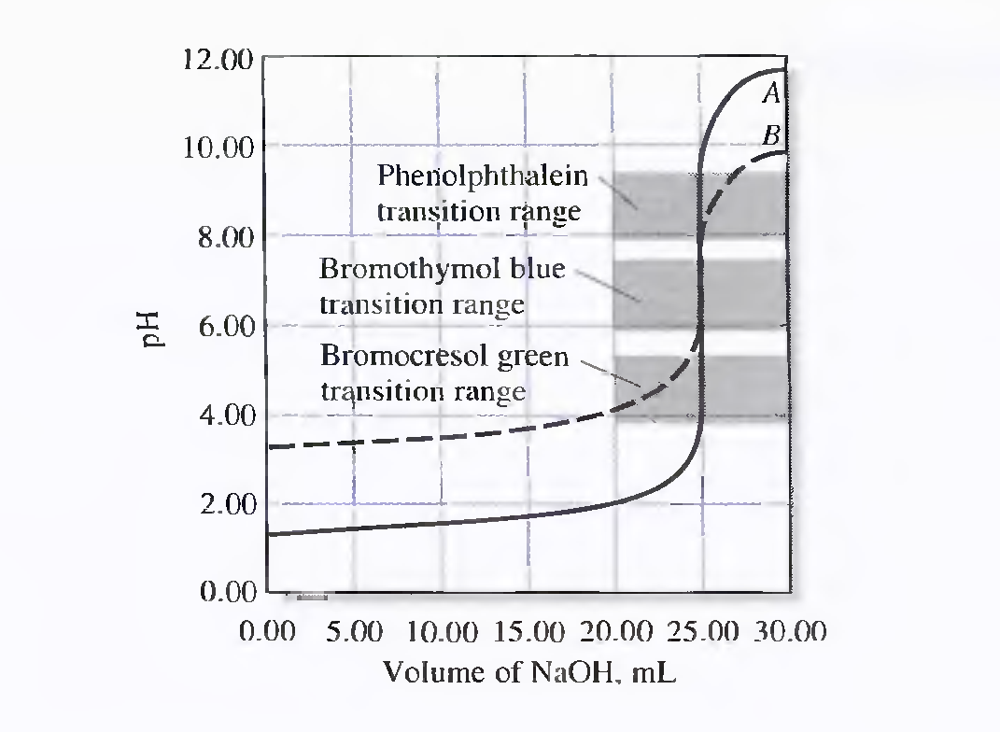 12.00
A
B
10.00
Phenolphthalein
transition range
8.00
Bromothymol blue
transition range
pH
6.00
Bromocresol green
transition range
4.00
2.00
0.00
0.00 5.00 10.00 15.00 20.00 25.00 30.00
Volume of NaOH, mL